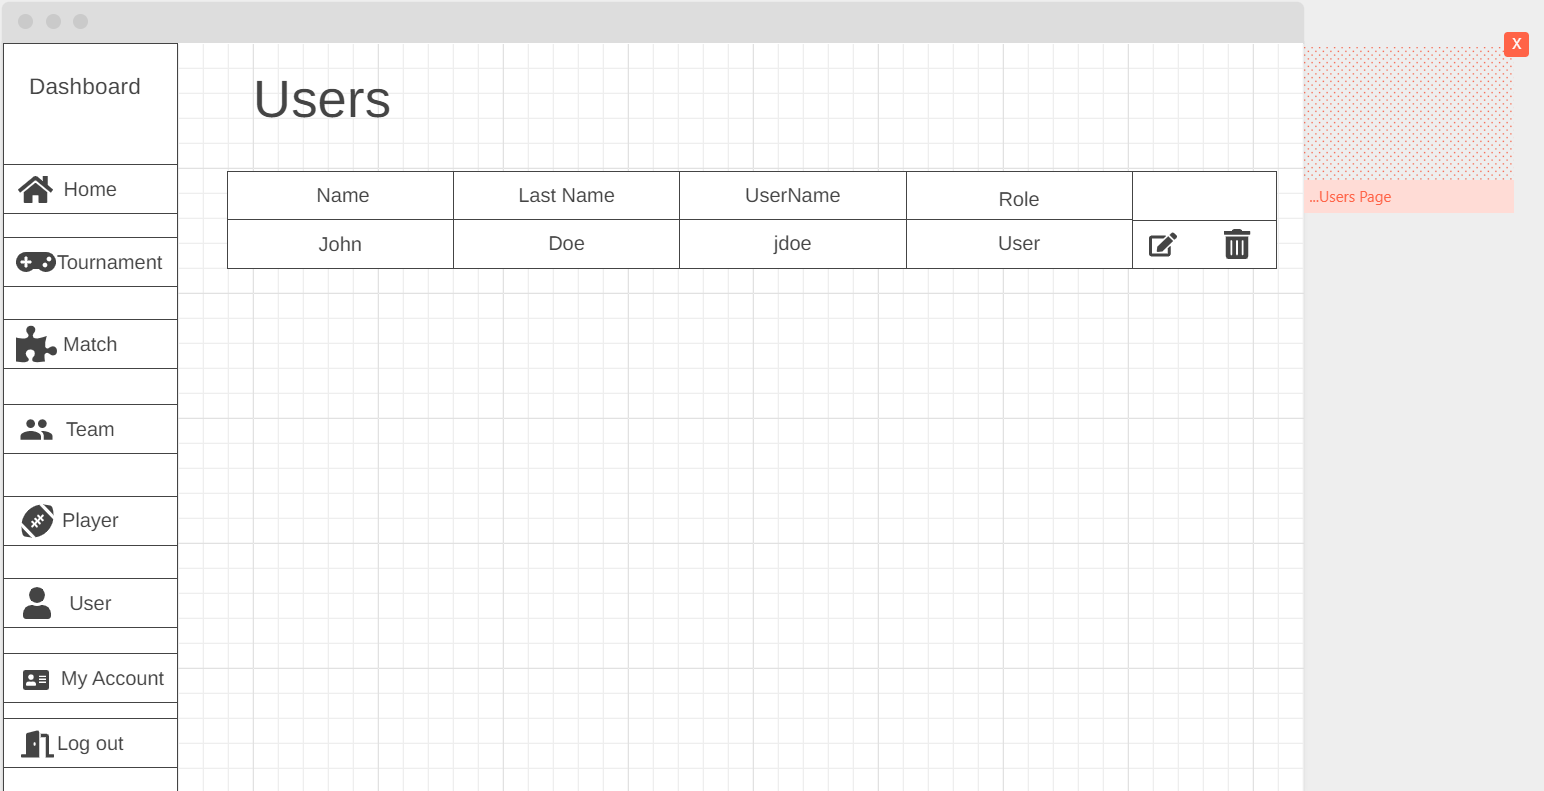 Dashboard
Users
X
Home
Name Last Name UserName Role
...Users Page
John Doe jdoe User
Tournament
Match
Team
Player
User
My Account
Log out